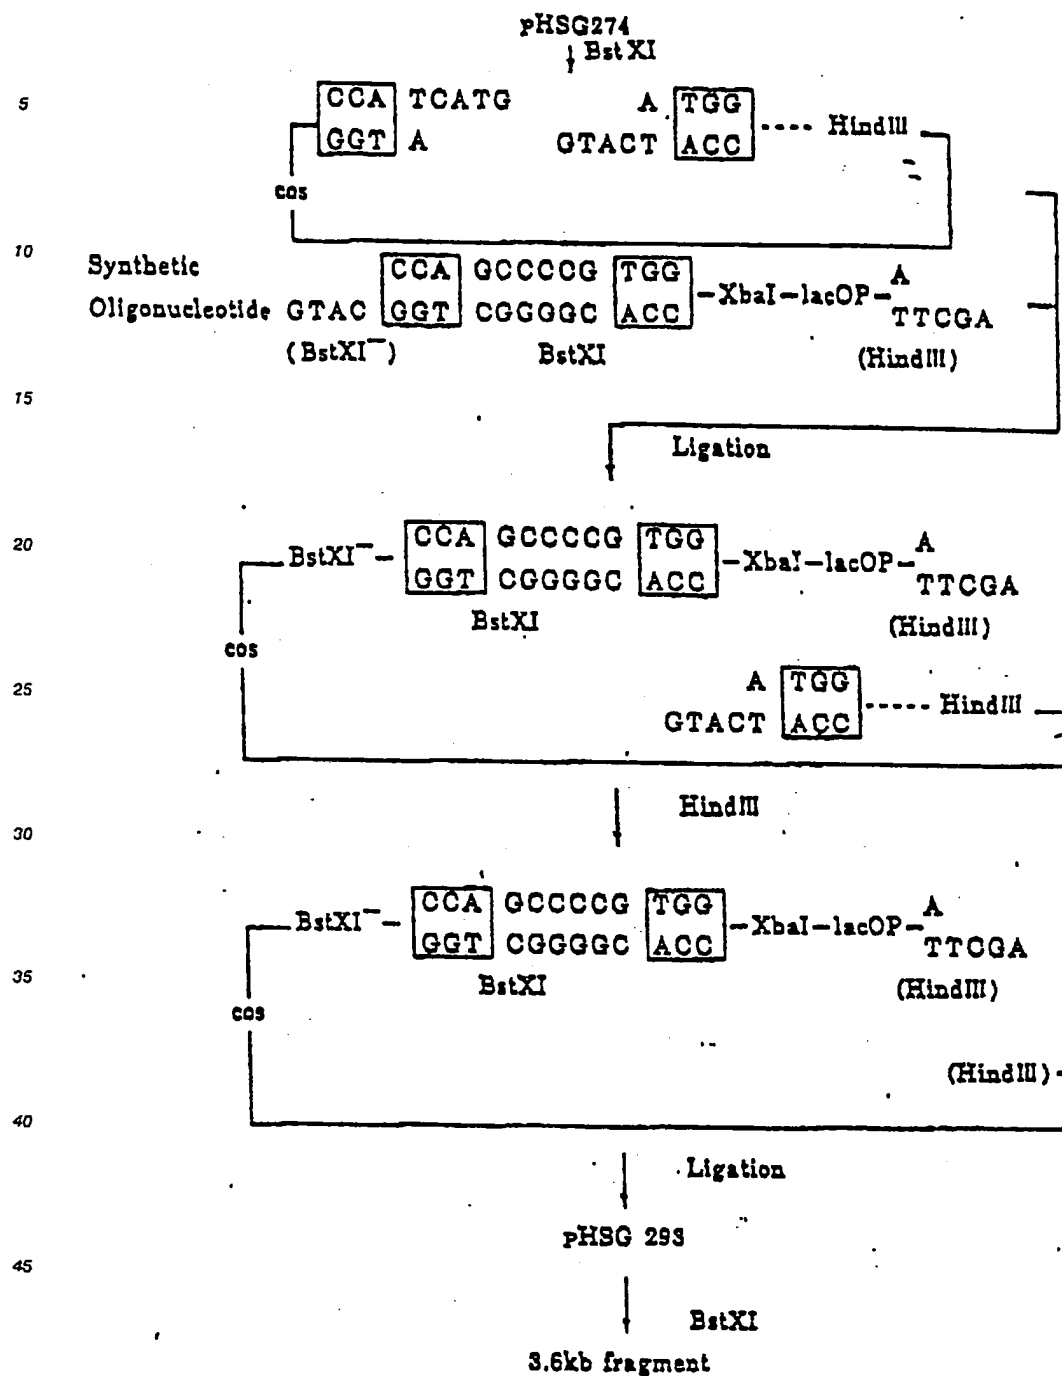 pHSG274
BstXI
5
CCA TCATG A TGG
GGT A GTACT ACC ---- HindIII
cos
10
Synthetic CCA GCCCCG TGG A
Oligonucleotide GTAC GGT CGGGGC ACC -XbaI-lacOP- TTCGA
(BstXI⁻) BstXI (HindIII)
15
Ligation
20
BstXI⁻- CCA GCCCCG TGG -XbaI-lacOP- A
GGT CGGGGC ACC TTCGA
BstXI (HindIII)
cos
25
A TGG
GTACT ACC ---- HindIII
HindIII
30
BstXI⁻- CCA GCCCCG TGG -XbaI-lacOP- A
GGT CGGGGC ACC TTCGA
35
BstXI (HindIII)
cos
(HindIII)-
40
Ligation
pHSG 293
45
BstXI
3.6kb fragment